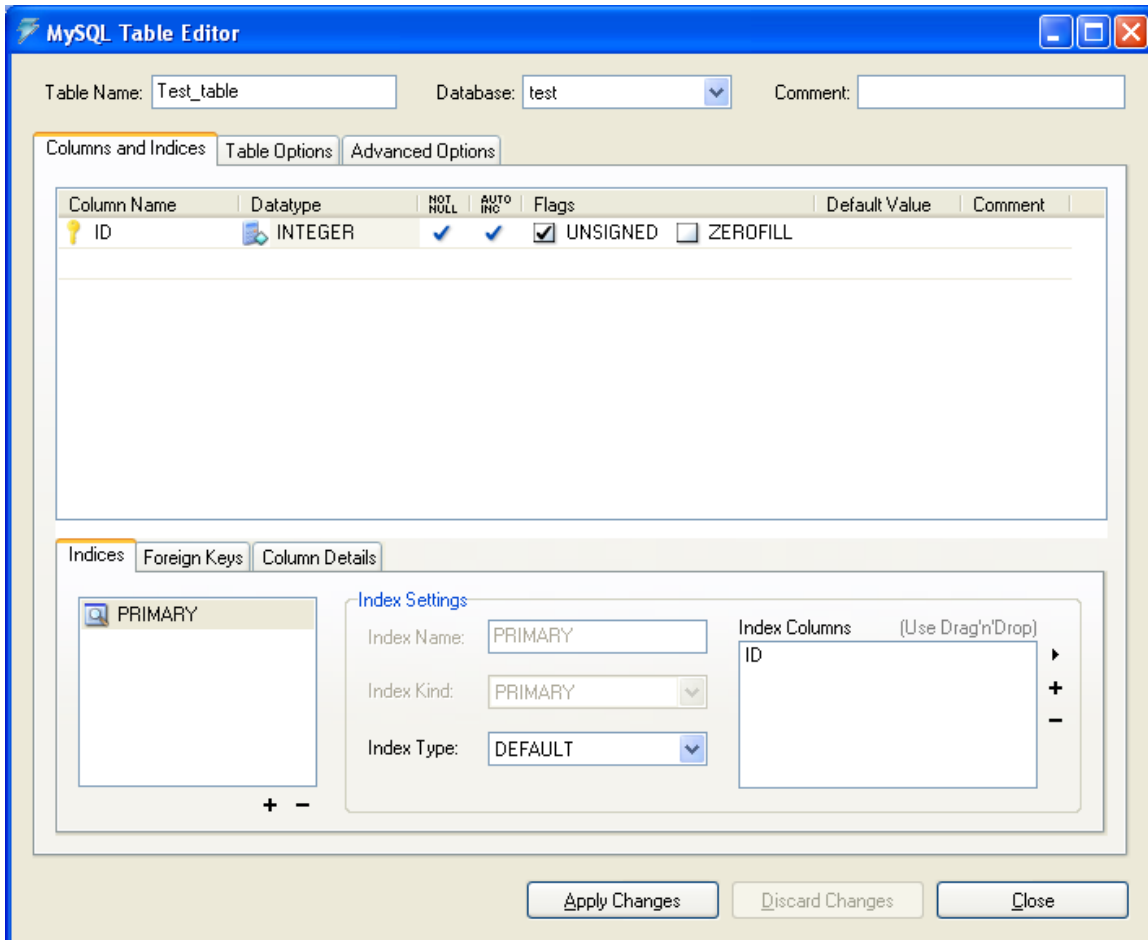 MySQL Table Editor
Table Name: Test_table Database: test Comment:
Columns and Indices Table Options Advanced Options
Column Name Datatype NOT NULL AUTO INC Flags Default Value Comment
ID INTEGER UNSIGNED ZEROFILL
Indices Foreign Keys Column Details
PRIMARY
Index Settings
Index Name: PRIMARY
Index Kind: PRIMARY
Index Type: DEFAULT
Index Columns (Use Drag'n'Drop)
ID
Apply Changes Discard Changes Close